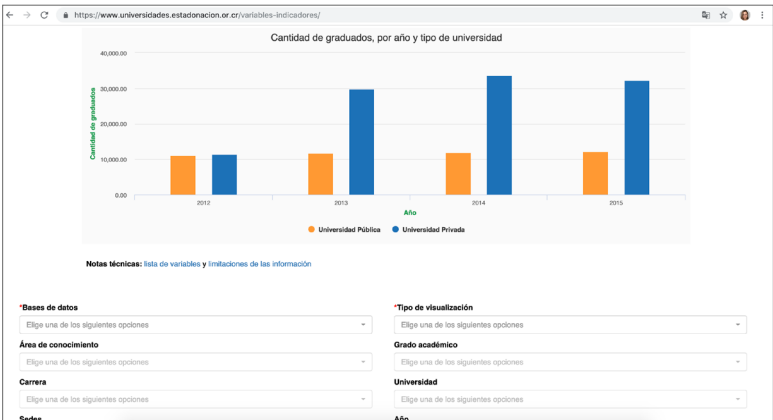 https://www.universidades.estadonacion.or.cr/variables-indicadores/
Cantidad de graduados, por año y tipo de universidad
40,000.00
30,000.00
20,000.00
10,000.00
0.00
Cantidad de graduados
2012 2013 2014 2015
Año
Universidad Pública Universidad Privada
Notas técnicas: lista de variables y limitaciones de las información
*Bases de datos *Tipo de visualización
Elige una de los siguientes opciones Elige una de los siguientes opciones
Área de conocimiento Grado académico
Elige una de los siguientes opciones Elige una de los siguientes opciones
Carrera Universidad
Elige una de los siguientes opciones Elige una de los siguientes opciones
Sedes Año